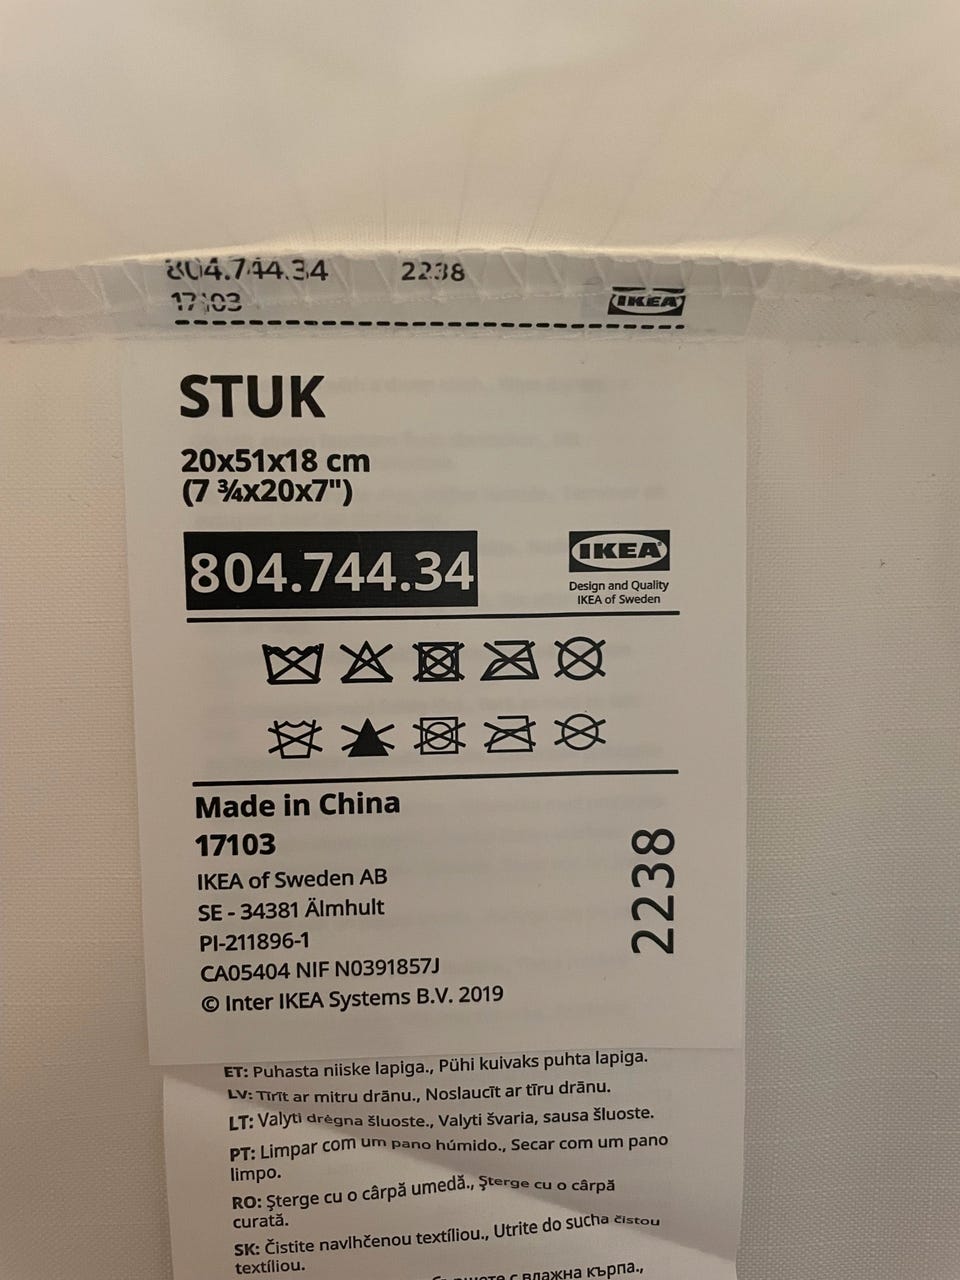 804.744.34 2238
17103 IKEA
STUK
20x51x18 cm
(7 ¾x20x7")
804.744.34
IKEA®
Design and Quality
IKEA of Sweden
Made in China
17103
IKEA of Sweden AB
SE - 34381 Älmhult
PI-211896-1
CA05404 NIF N0391857J
© Inter IKEA Systems B.V. 2019
2238
ET: Puhasta niiske lapiga., Pühi kuivaks puhta lapiga.
LV: Tīrīt ar mitru drānu., Noslaucīt ar tīru drānu.
LT: Valyti drėgna šluoste., Valyti švaria, sausa šluoste.
PT: Limpar com um pano húmido., Secar com um pano
limpo.
RO: Şterge cu o cârpă umedă., Şterge cu o cârpă
curată.
SK: Čistite navlhčenou textíliou., Utrite do sucha čistou
textíliou.
с влажна кърпа.,